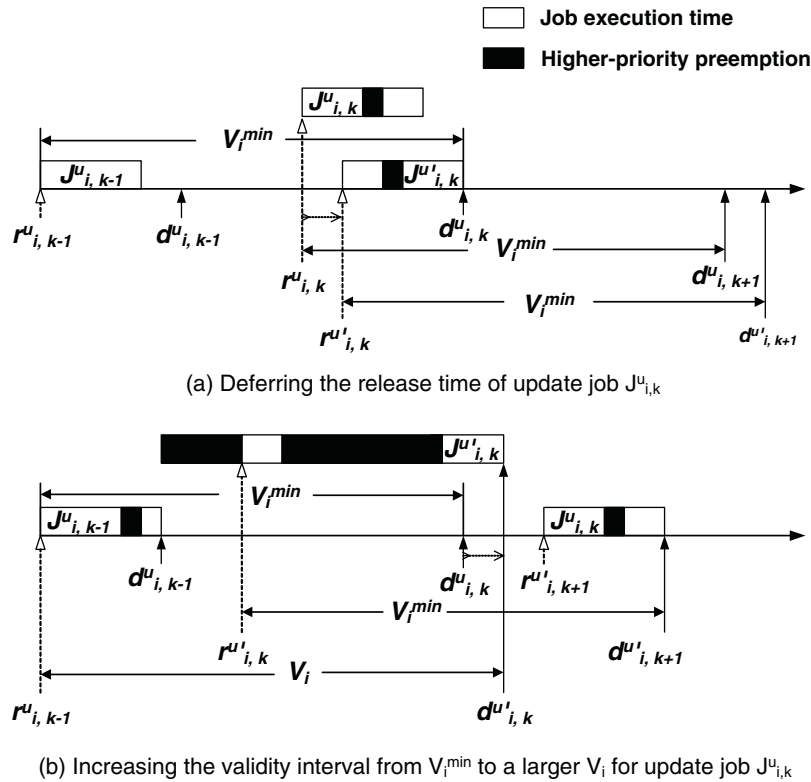 Job execution time
Higher-priority preemption
J^u_{i, k}
V_i^{min}
J^u_{i, k-1}
J^{u'}_{i, k}
r^u_{i, k-1}
d^u_{i, k-1}
d^u_{i, k}
V_i^{min}
r^u_{i, k}
d^u_{i, k+1}
V_i^{min}
r^{u'}_{i, k}
d^{u'}_{i, k+1}
(a) Deferring the release time of update job J^u_{i,k}
J^{u'}_{i, k}
V_i^{min}
J^u_{i, k-1}
J^u_{i, k}
d^u_{i, k-1}
d^u_{i, k}
r^{u'}_{i, k+1}
V_i^{min}
r^{u'}_{i, k}
d^{u'}_{i, k+1}
V_i
r^u_{i, k-1}
d^{u'}_{i, k}
(b) Increasing the validity interval from V_i^{min} to a larger V_i for update job J^u_{i,k}